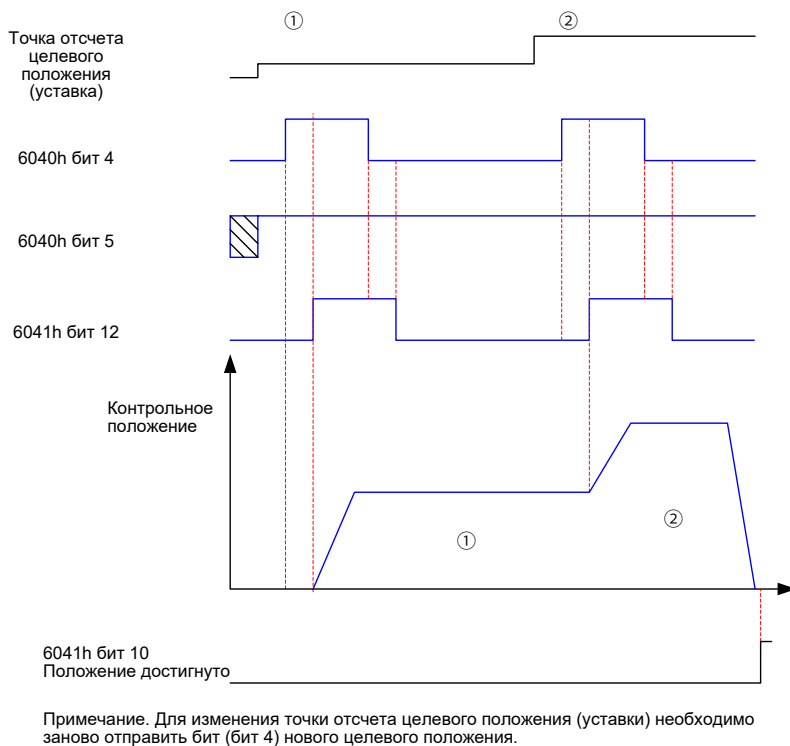 ①
②
Точка отсчета
целевого
положения
(уставка)
6040h бит 4
6040h бит 5
6041h бит 12
Контрольное
положение
①
②
6041h бит 10
Положение достигнуто
Примечание. Для изменения точки отсчета целевого положения (уставки) необходимо
заново отправить бит (бит 4) нового целевого положения.